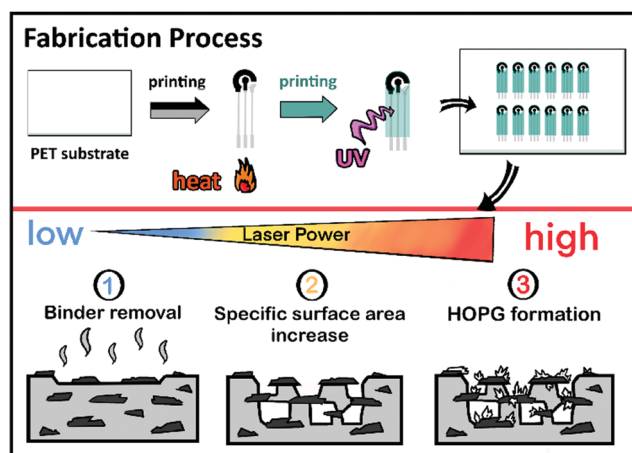 Fabrication Process
printing
printing
PET substrate
heat
UV
low
Laser Power
high
1
2
3
Binder removal
Specific surface area
increase
HOPG formation